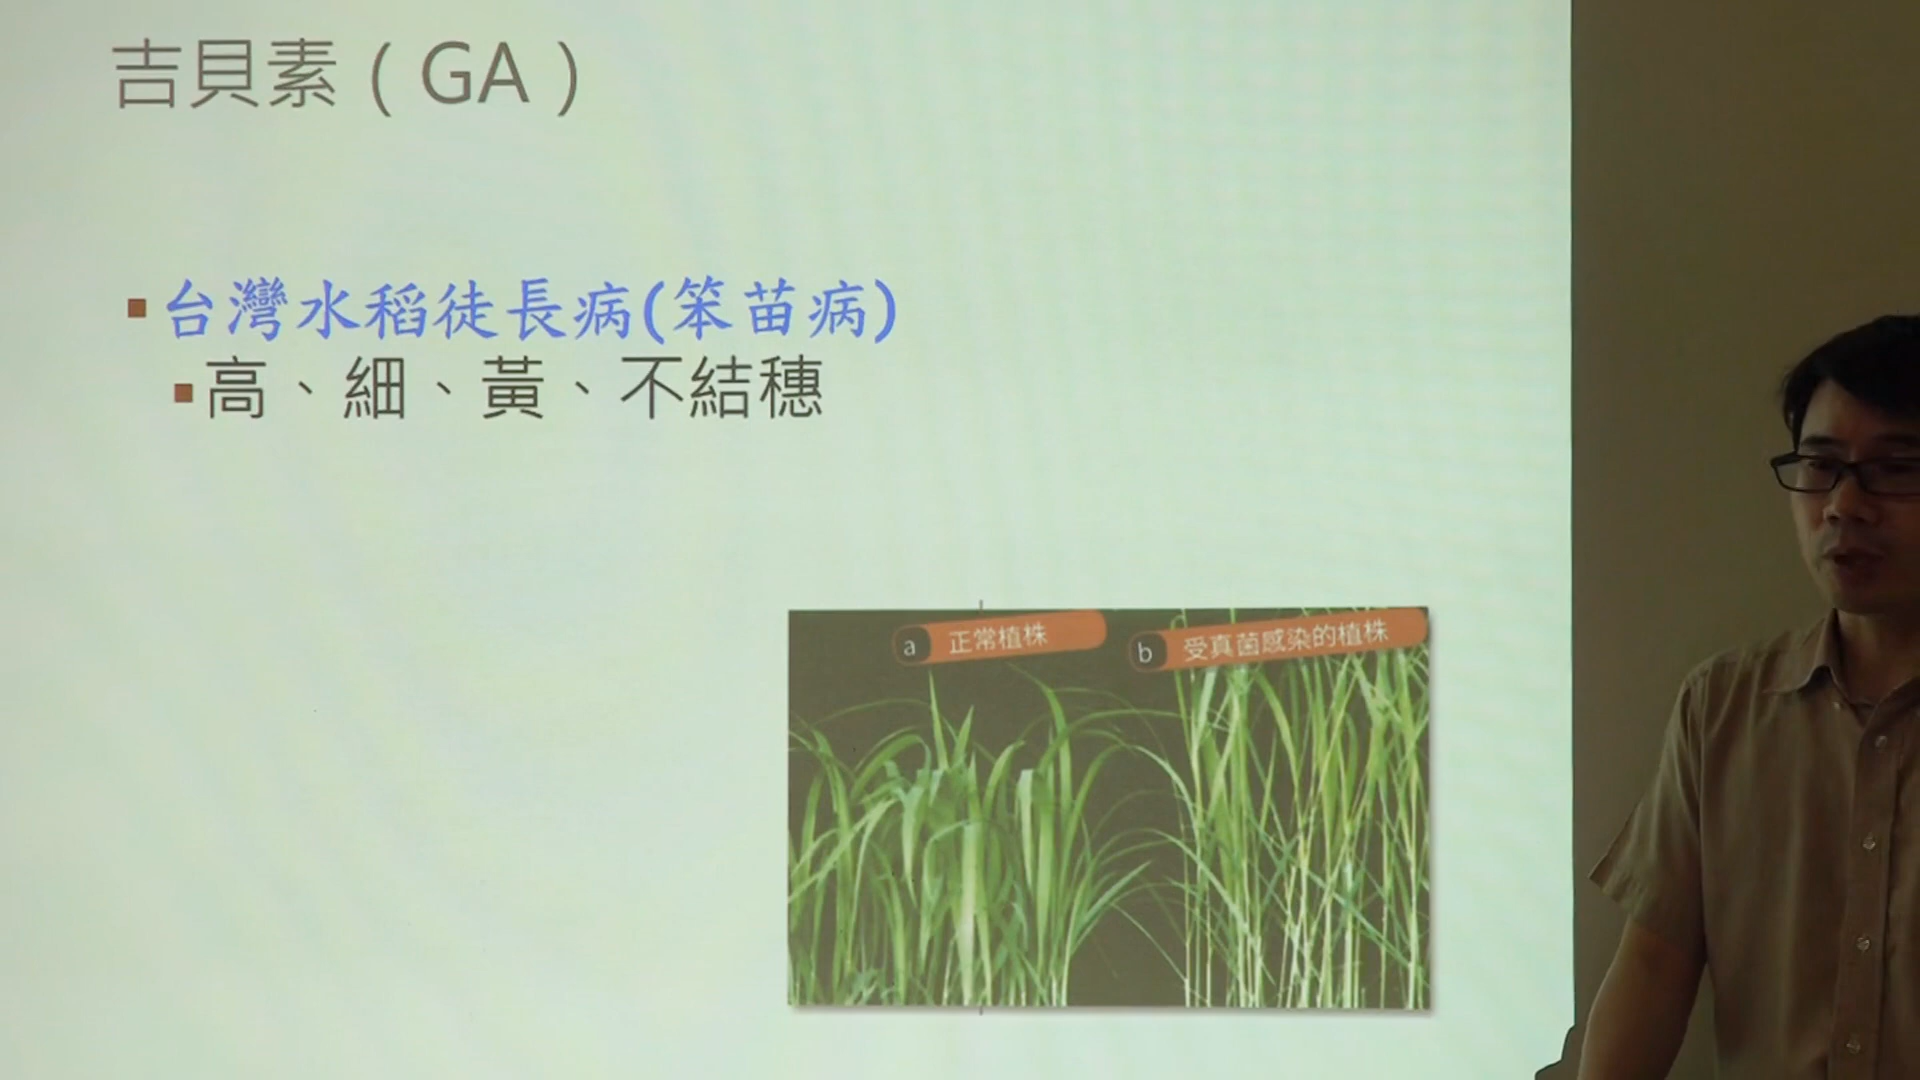 吉貝素（GA）
台灣水稻徒長病(笨苗病)
高、細、黃、不結穗
a 正常植株
b 受真菌感染的植株